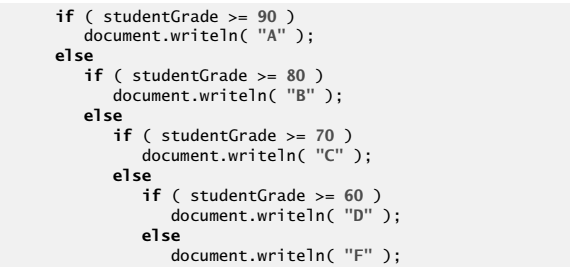 if ( studentGrade >= 90 )
   document.writeln( "A" );
else
   if ( studentGrade >= 80 )
      document.writeln( "B" );
   else
      if ( studentGrade >= 70 )
         document.writeln( "C" );
      else
         if ( studentGrade >= 60 )
            document.writeln( "D" );
         else
            document.writeln( "F" );